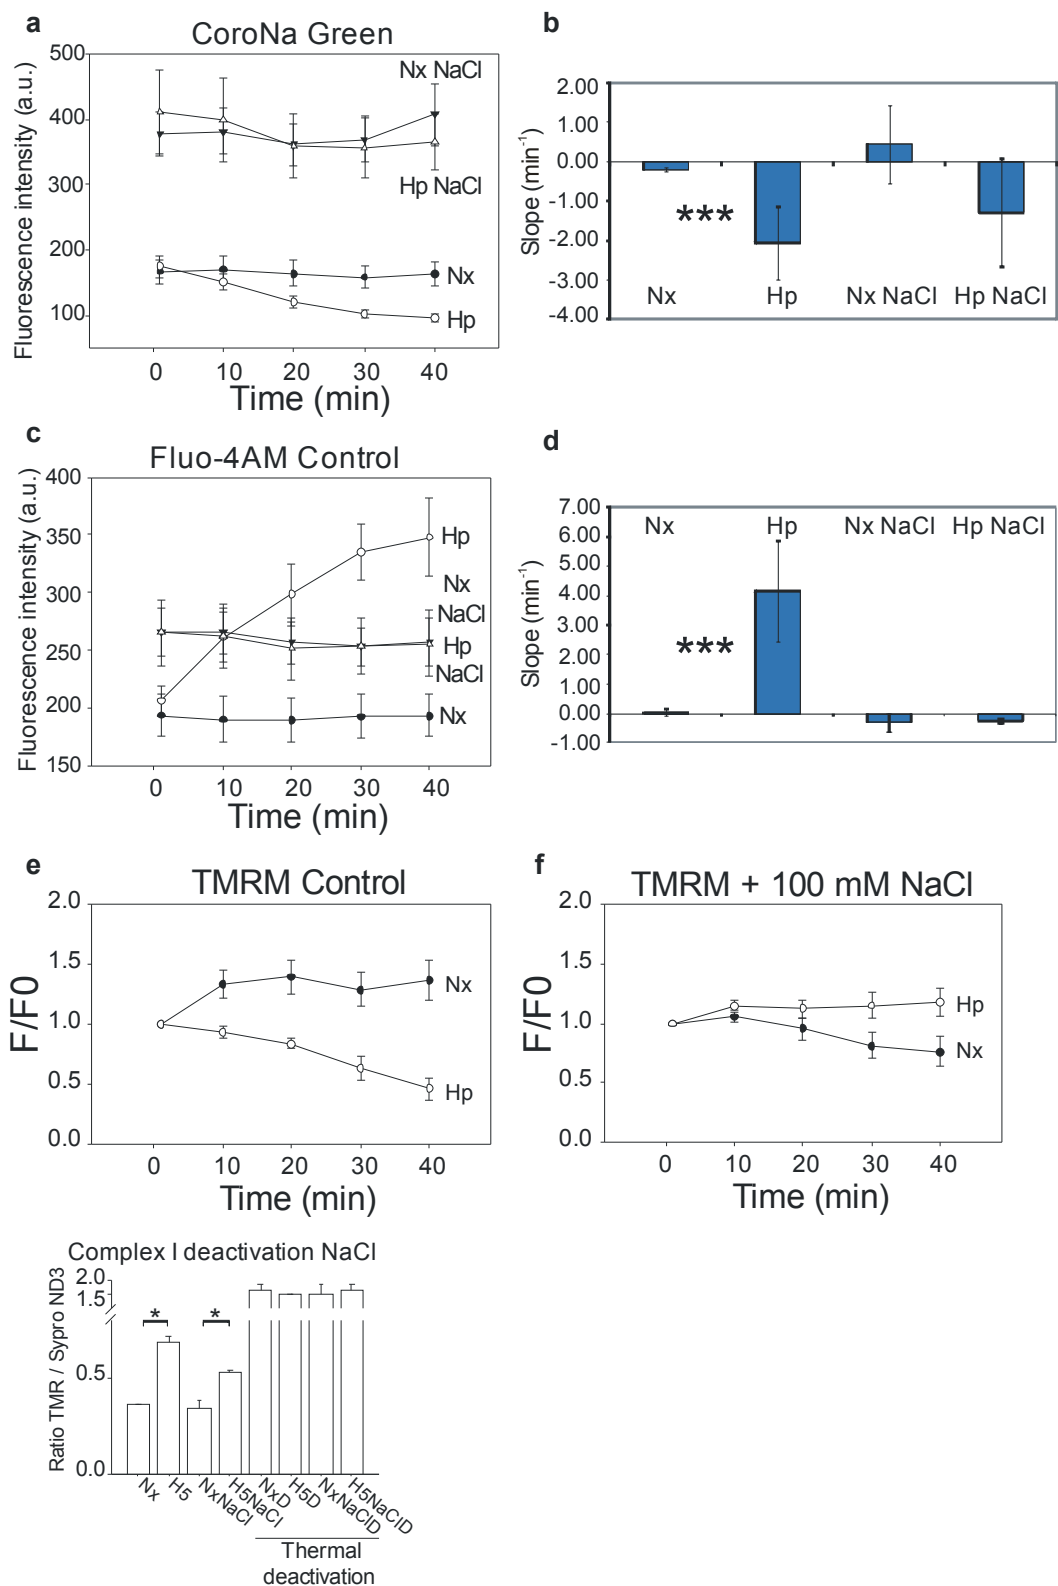 a
CoroNa Green
Fluorescence intensity (a.u.)
500
400
300
200
100
Nx NaCl
Hp NaCl
Nx
Hp
0 10 20 30 40
Time (min)
b
Slope (min-1)
2.00
1.00
0.00
-1.00
-2.00
-3.00
-4.00
***
Nx Hp Nx NaCl Hp NaCl
c
Fluo-4AM Control
Fluorescence intensity (a.u.)
400
350
300
250
200
150
Hp
Nx
NaCl
Hp
NaCl
Nx
0 10 20 30 40
Time (min)
d
Slope (min-1)
7.00
6.00
5.00
4.00
3.00
2.00
1.00
0.00
-1.00
Nx Hp Nx NaCl Hp NaCl
***
e
TMRM Control
F/F0
2.0
1.5
1.0
0.5
0.0
Nx
Hp
0 10 20 30 40
Time (min)
f
TMRM + 100 mM NaCl
F/F0
2.0
1.5
1.0
0.5
0.0
Hp
Nx
0 10 20 30 40
Time (min)
Complex I deactivation NaCl
Ratio TMR / Sypro ND3
2.0
1.5
0.5
0.0
* *
Nx H5 NxNaCl H5NaCl NxD H5D NxNaClD H5NaClD
Thermal
deactivation